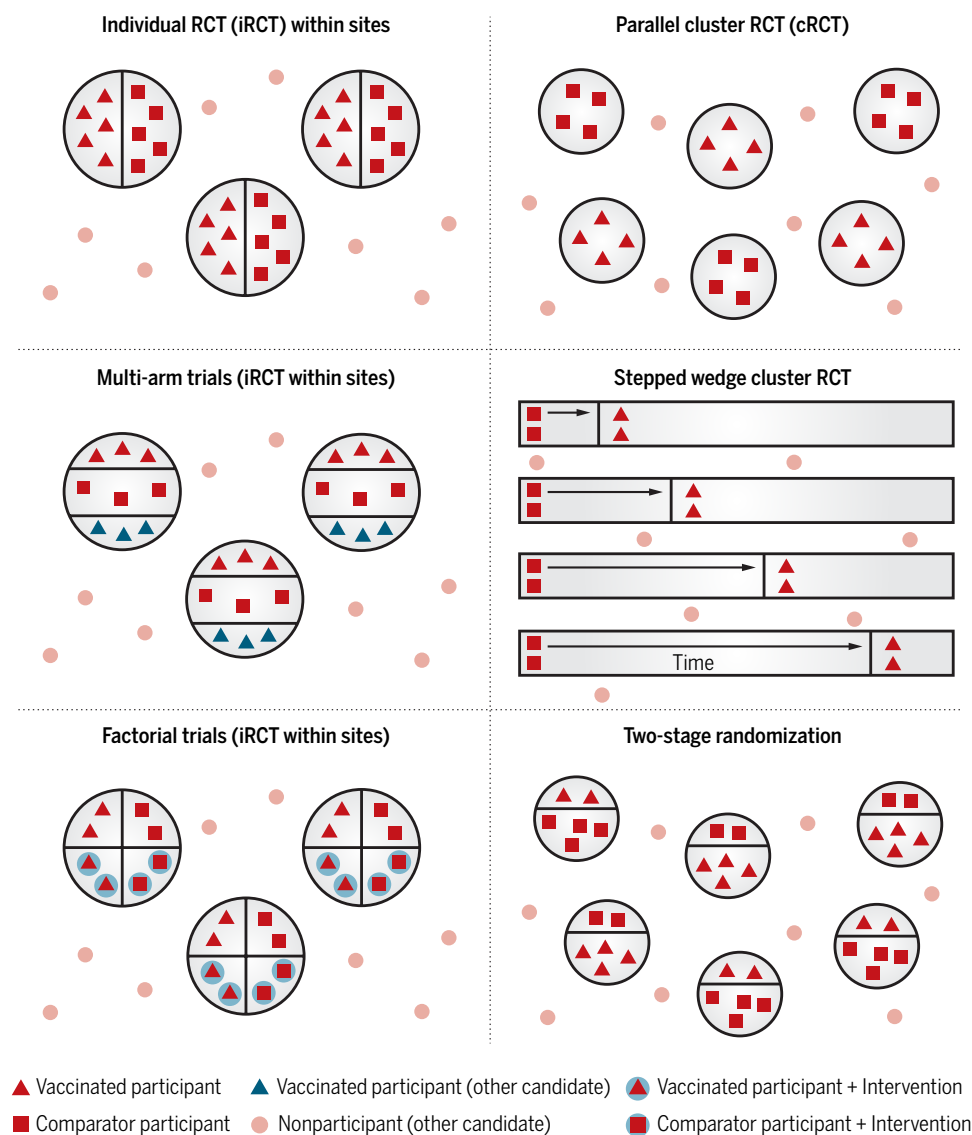 Individual RCT (iRCT) within sites
Parallel cluster RCT (cRCT)
Multi-arm trials (iRCT within sites)
Stepped wedge cluster RCT
Time
Factorial trials (iRCT within sites)
Two-stage randomization
Vaccinated participant
Vaccinated participant (other candidate)
Vaccinated participant + Intervention
Comparator participant
Nonparticipant (other candidate)
Comparator participant + Intervention